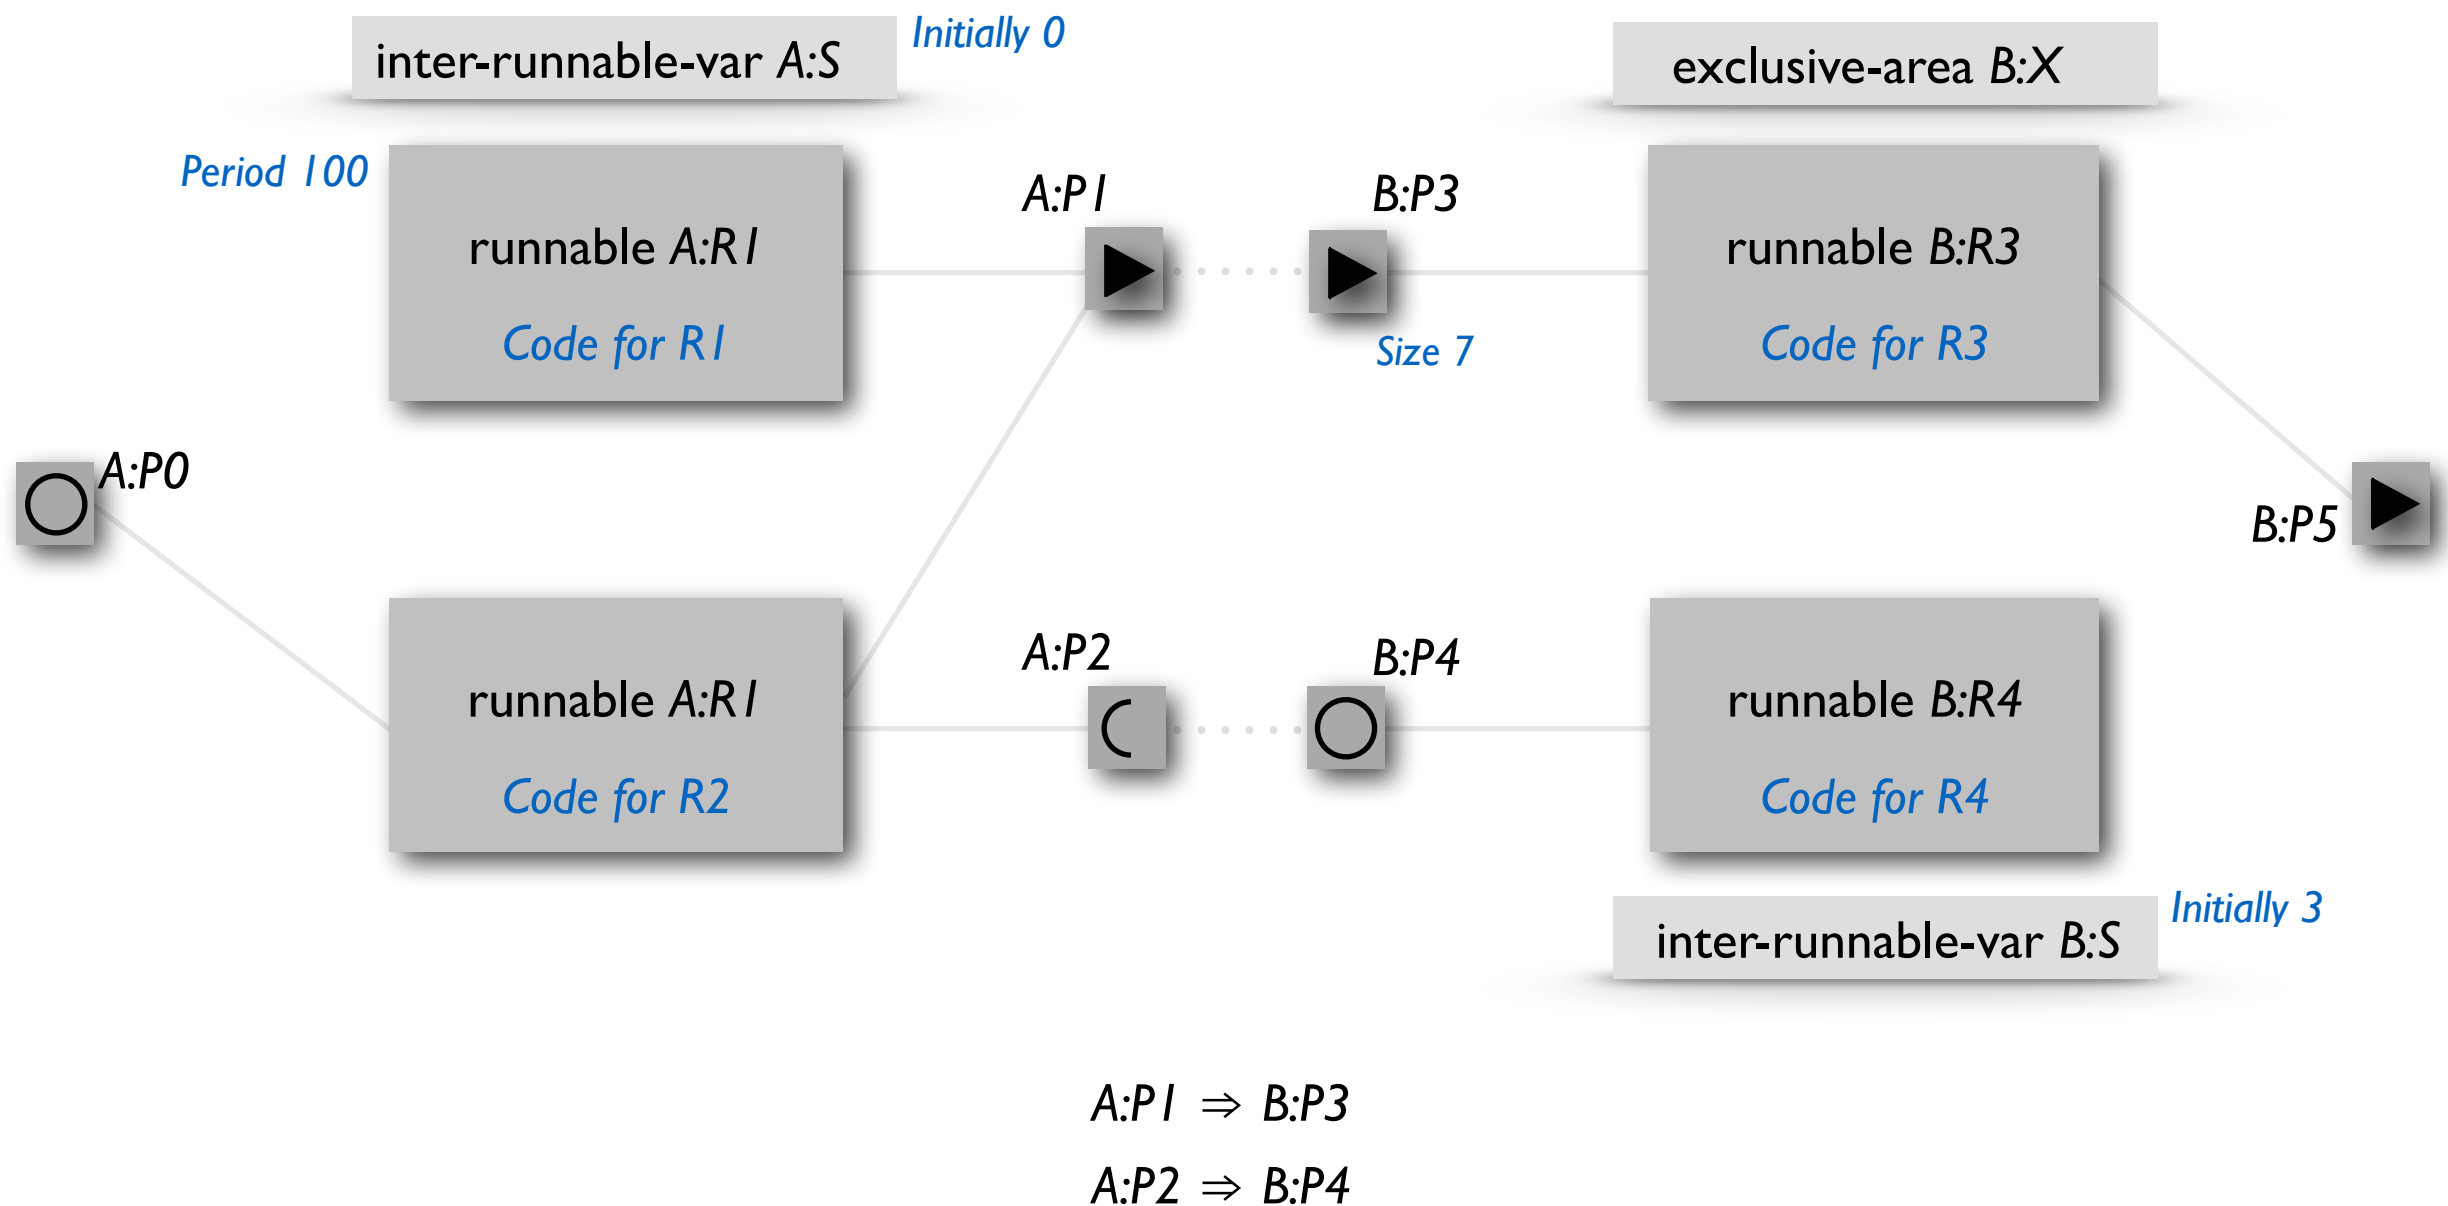 inter-runnable-var A:S
Initially 0
exclusive-area B:X
Period 100
runnable A:R1
Code for R1
A:P1
B:P3
Size 7
runnable B:R3
Code for R3
A:P0
B:P5
runnable A:R1
Code for R2
A:P2
B:P4
runnable B:R4
Code for R4
Initially 3
inter-runnable-var B:S
A:P1 ⇒ B:P3
A:P2 ⇒ B:P4